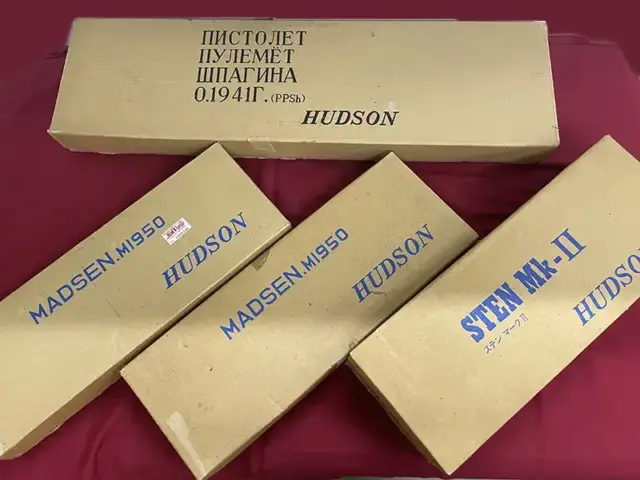 ПИСТОЛЕТ
ПУЛЕМЁТ
ШПАГИНА
О.1941Г. (PPSh)
HUDSON
MADSEN.M1950
HUDSON
MADSEN.M1950
HUDSON
STEN Mk-II
ステン マークⅡ
HUDSON